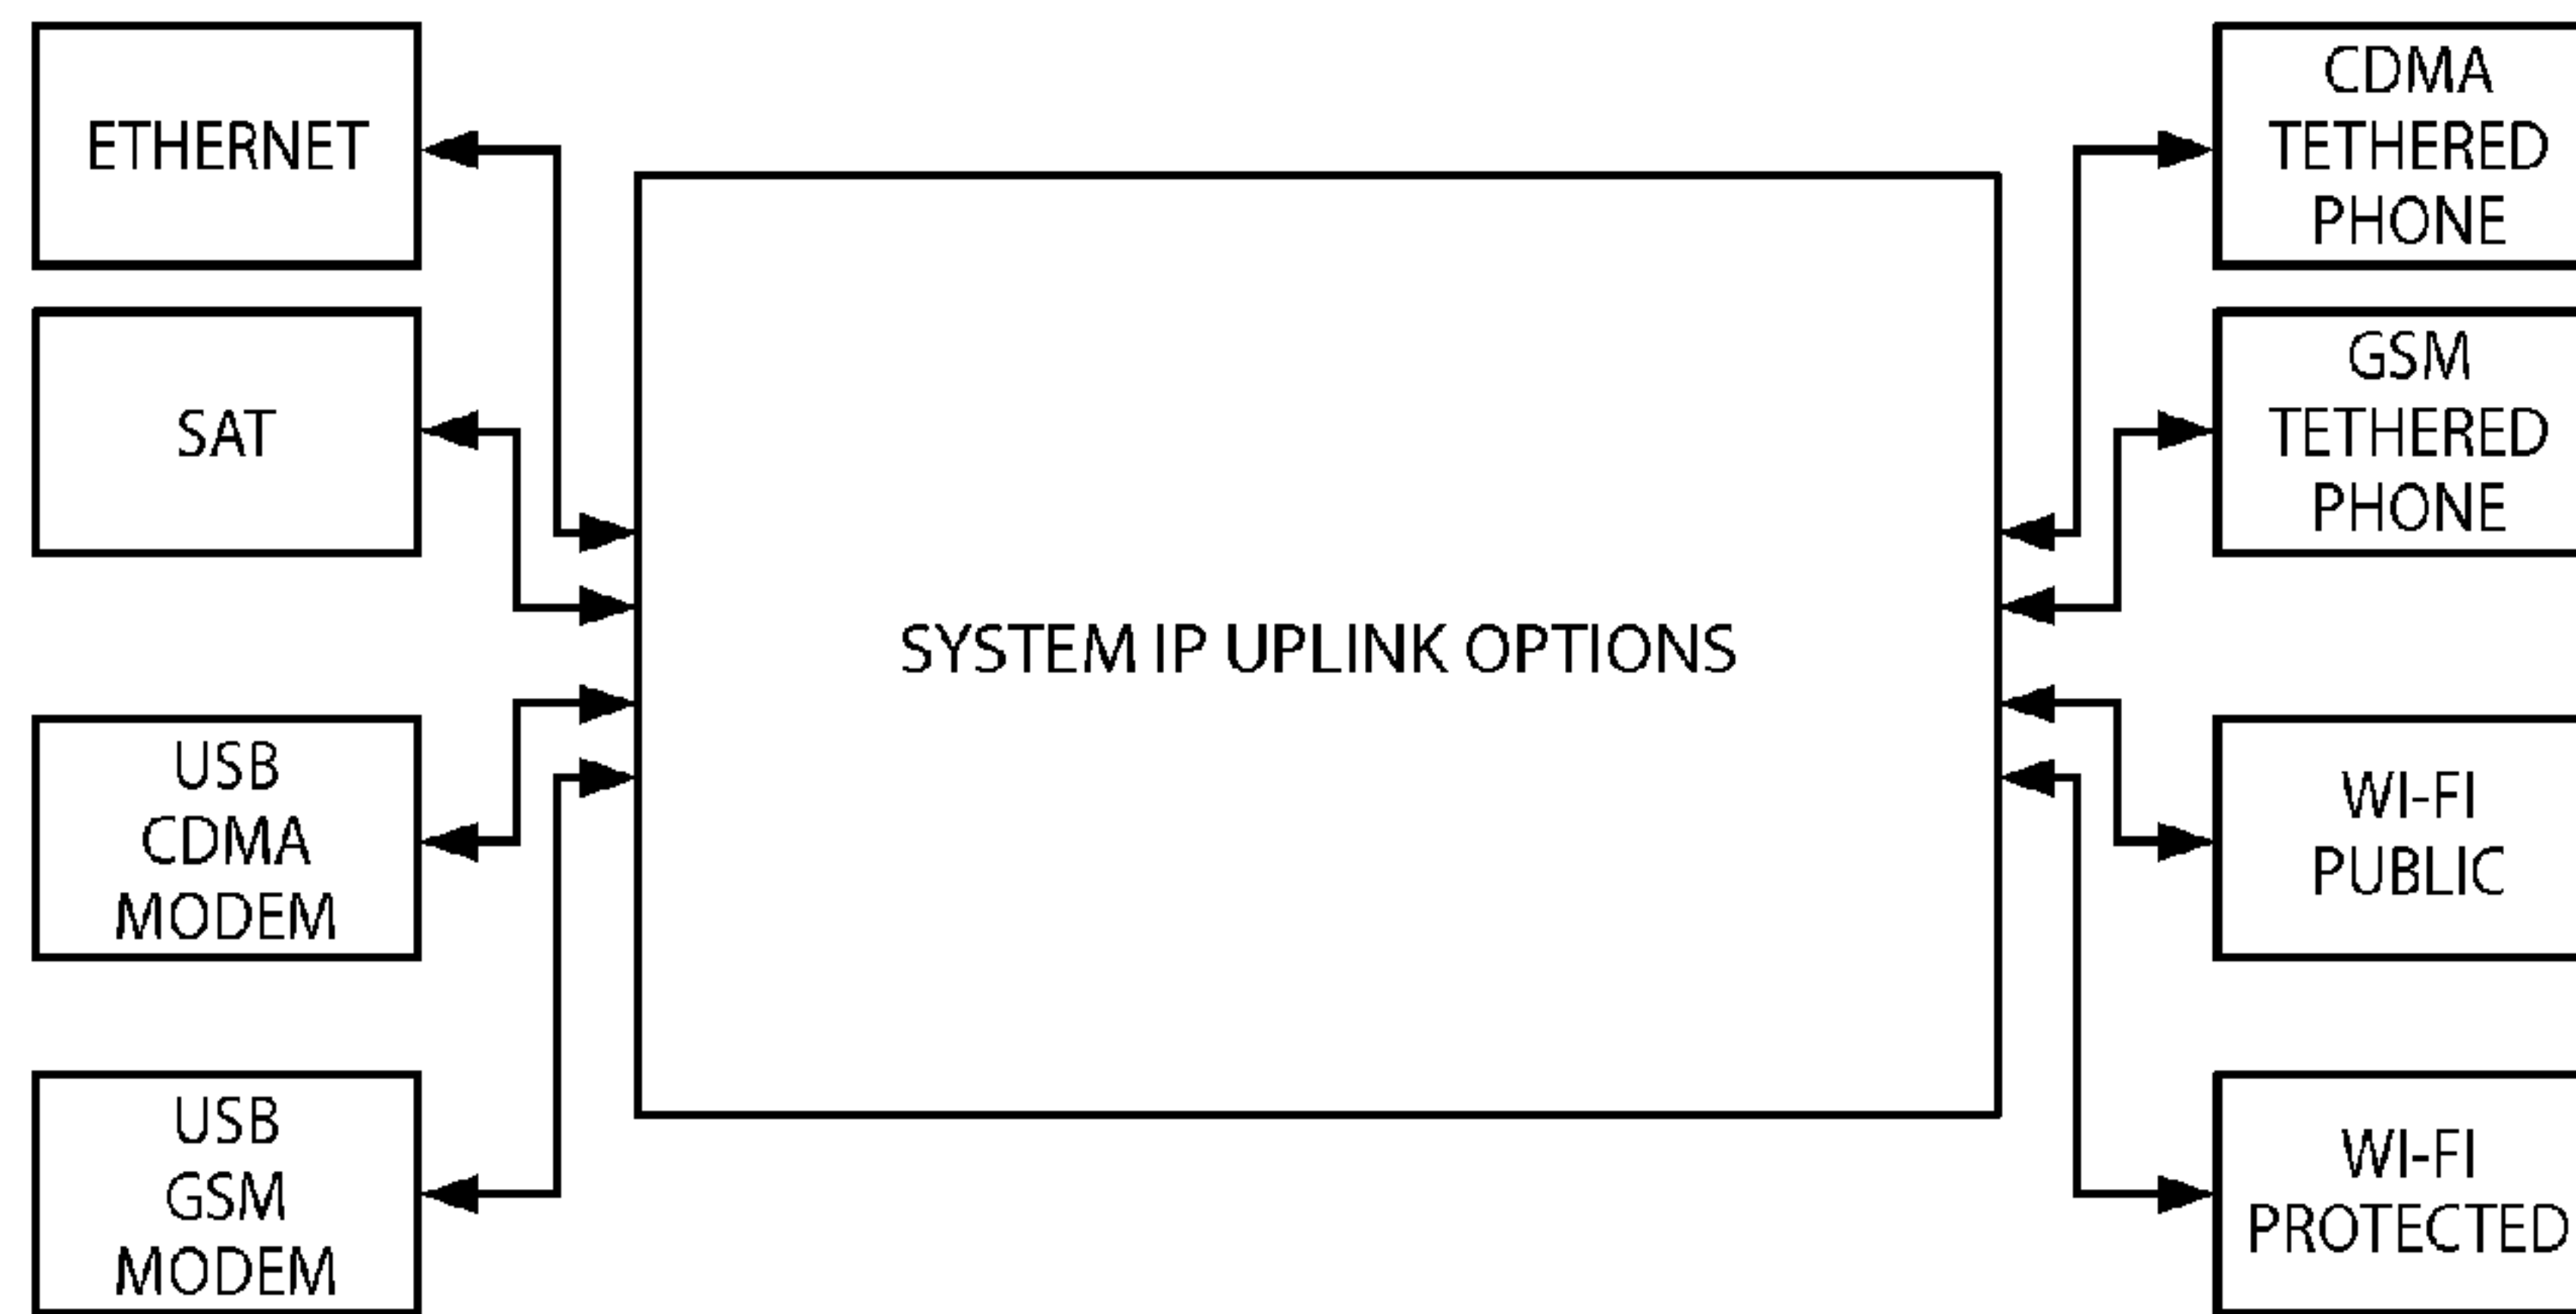 ETHERNET
SAT
USB
CDMA
MODEM
USB
GSM
MODEM
SYSTEM IP UPLINK OPTIONS
CDMA
TETHERED
PHONE
GSM
TETHERED
PHONE
WI-FI
PUBLIC
WI-FI
PROTECTED